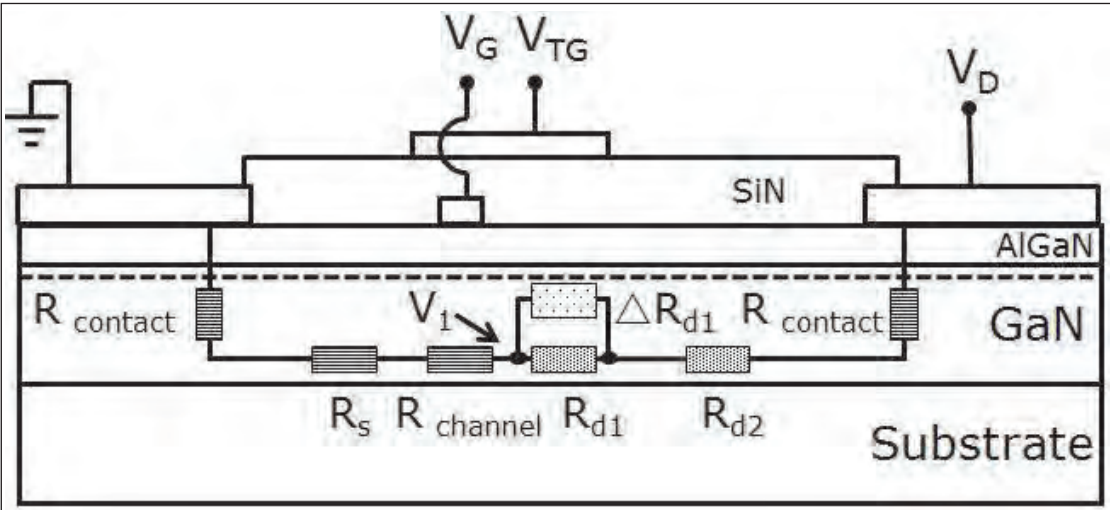 V_G V_TG
V_D
SiN
AlGaN
R contact V_1 △R_d1 R contact GaN
R_s R channel R_d1 R_d2
Substrate